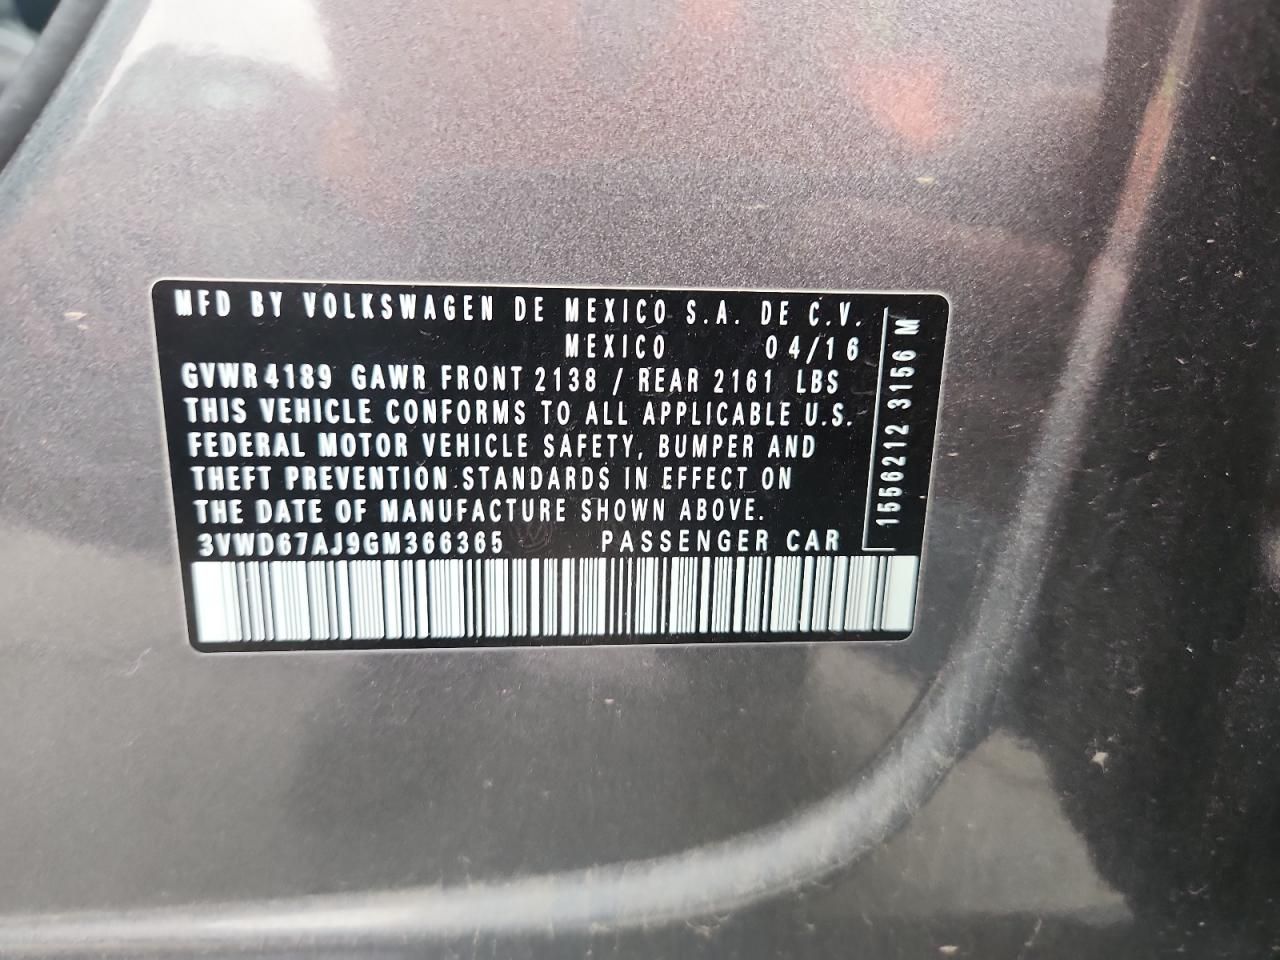 MFD BY VOLKSWAGEN DE MEXICO S.A. DE C.V.
MEXICO 04/16
GVWR 4189 GAWR FRONT 2138 / REAR 2161 LBS
THIS VEHICLE CONFORMS TO ALL APPLICABLE U.S.
FEDERAL MOTOR VEHICLE SAFETY, BUMPER AND
THEFT PREVENTION STANDARDS IN EFFECT ON
THE DATE OF MANUFACTURE SHOWN ABOVE.
3VWD67AJ9GM366365 PASSENGER CAR
1556212 3156 M